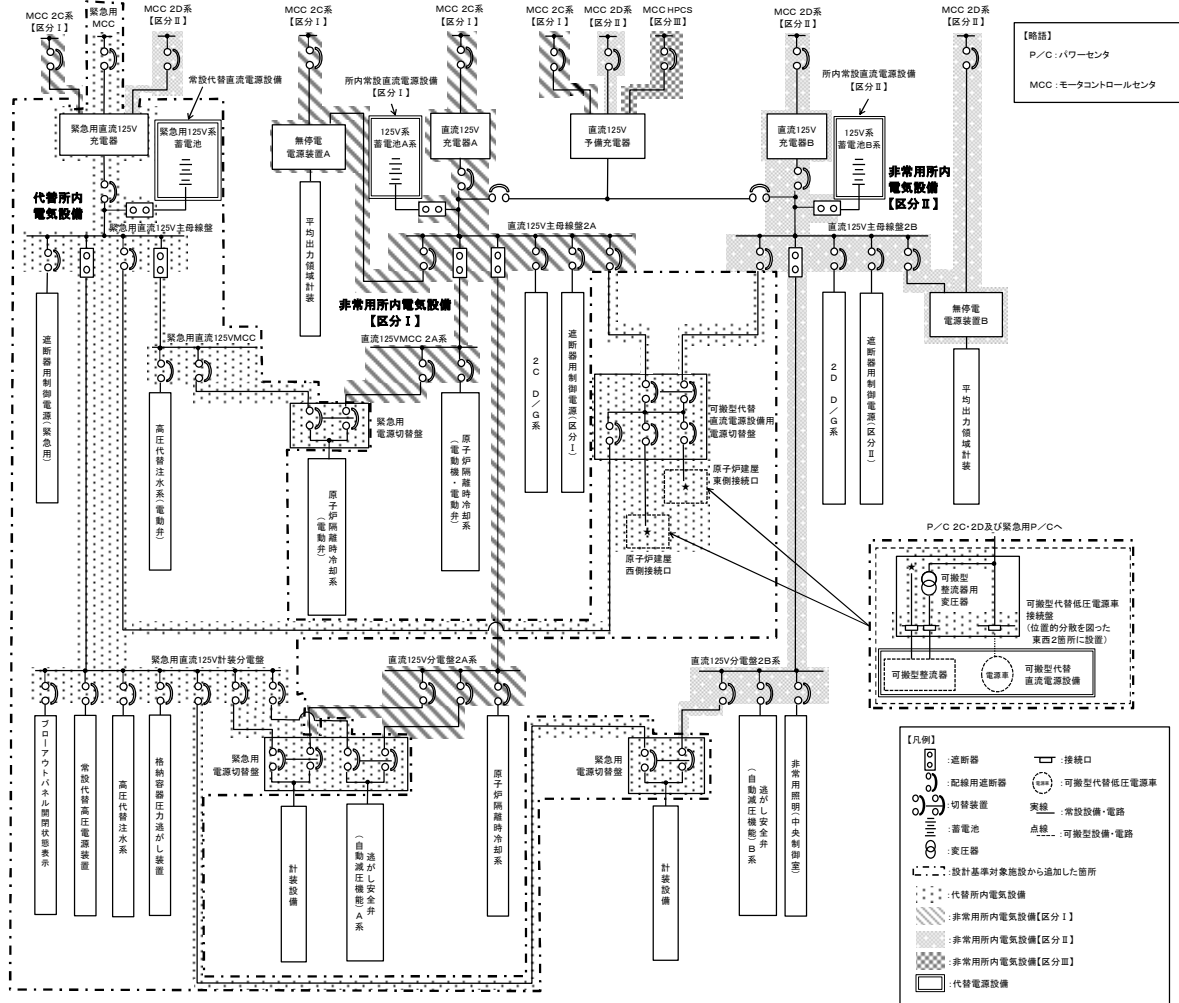 MCC 2C系
【区分Ⅰ】
緊急用
MCC
MCC 2D系
【区分Ⅱ】
MCC 2C系
【区分Ⅰ】
MCC 2C系
【区分Ⅰ】
MCC 2C系
【区分Ⅰ】
MCC 2D系
【区分Ⅱ】
MCC HPCS
【区分Ⅲ】
MCC 2D系
【区分Ⅱ】
MCC 2D系
【区分Ⅱ】
【略語】
P/C:パワーセンタ
MCC:モータコントロールセンタ
常設代替直流電源設備
所内常設直流電源設備
【区分Ⅰ】
所内常設直流電源設備
【区分Ⅱ】
緊急用直流125V
充電器
緊急用125V系
蓄電池
無停電
電源装置A
125V系
蓄電池A系
直流125V
充電器A
直流125V
予備充電器
直流125V
充電器B
125V系
蓄電池B系
代替所内
電気設備
非常用所内
電気設備
【区分Ⅱ】
緊急用直流125V主母線盤
直流125V主母線盤2A
直流125V主母線盤2B
平均出力領域計装
非常用所内電気設備
【区分Ⅰ】
無停電
電源装置B
遮断器用制御電源(緊急用)
緊急用直流125VMCC
直流125VMCC 2A系
高圧代替注水系(電動弁)
緊急用
電源切替盤
原子炉隔離時冷却系
(電動弁)
原子炉隔離時冷却系
(電動機・電動弁)
2C D/G系
遮断器用制御電源(区分Ⅰ)
可搬型代替
直流電源設備用
電源切替盤
原子炉建屋
東側接続口
原子炉建屋
西側接続口
2D D/G系
遮断器用制御電源(区分Ⅱ)
平均出力領域計装
P/C 2C・2D及び緊急用P/Cへ
可搬型
整流器用
変圧器
可搬型代替低圧電源車
接続盤
(位置的分散を図った
東西2箇所に設置)
可搬型整流器
電源車
可搬型代替
直流電源設備
緊急用直流125V計装分電盤
直流125V分電盤2A系
直流125V分電盤2B系
ブローアウトパネル開閉状態表示
常設代替高圧電源装置
高圧代替注水系
格納容器圧力逃がし装置
緊急用
電源切替盤
計装設備
逃がし安全弁
(自動減圧機能)A系
原子炉隔離時冷却系
緊急用
電源切替盤
計装設備
逃がし安全弁
(自動減圧機能)B系
非常用照明(中央制御室)
【凡例】
:遮断器
:接続口
:配線用遮断器
電源車
:可搬型代替低圧電源車
:切替装置
実線
:常設設備・電路
:蓄電池
点線
:可搬型設備・電路
:変圧器
:設計基準対象施設から追加した箇所
:代替所内電気設備
:非常用所内電気設備【区分Ⅰ】
:非常用所内電気設備【区分Ⅱ】
:非常用所内電気設備【区分Ⅲ】
:代替電源設備